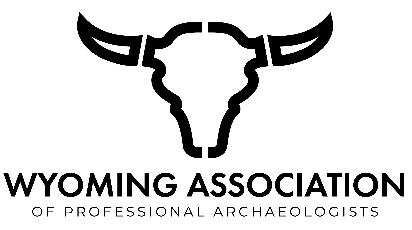 WYOMING ASSOCIATION
OF PROFESSIONAL ARCHAEOLOGISTS